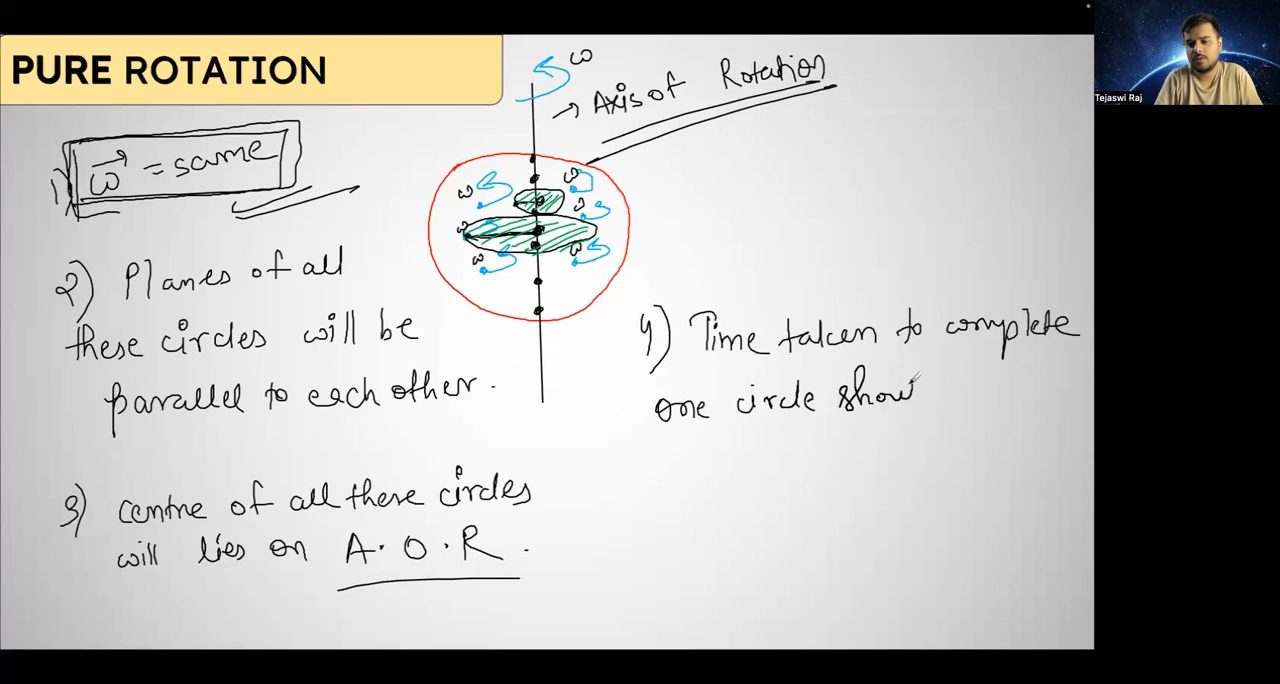 PURE ROTATION
ω
→ Axis of Rotation
1) ω⃗ = same
ω ω
ω ω
ω ω
2) Planes of all
these circles will be
parallel to each other.
3) centre of all these circles
will lies on A.O.R.
4) Time taken to complete
one circle show
Tejaswi Raj